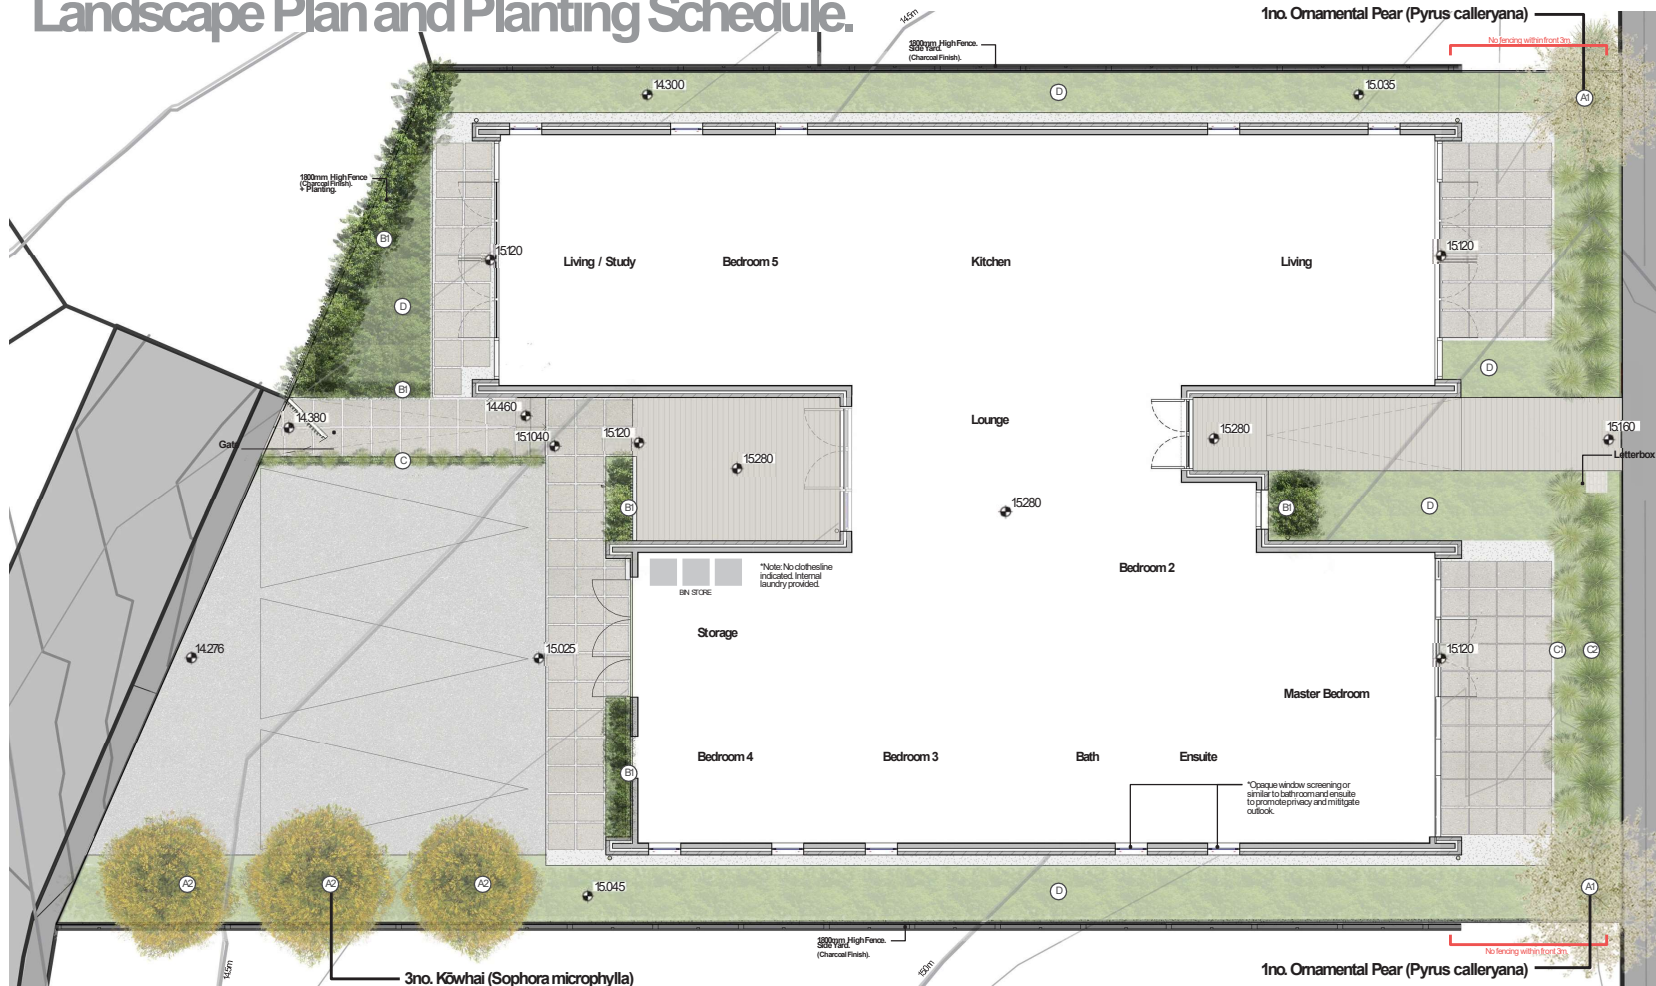 Landscape Plan and Planting Schedule.
1no. Ornamental Pear (Pyrus calleryana)
14.5m
No fencing within front 3m.
1800mm High Fence.
Side Yard.
(Charcoal Finish).
14.300
D
15.035
A1
1800mm High Fence
(Charcoal Finish).
+ Planting.
B1
15.120
Living / Study
Bedroom 5
Kitchen
Living
15.120
D
D
B1
14.380
14.460
Gate
15.1040
15.120
Lounge
15.280
15.160
Letterbox
C
15.280
15.280
B1
B1
D
*Note: No clothesline
indicated. Internal
laundry provided.
BIN STORE
Bedroom 2
Storage
14.276
15.025
15.120
C1
C2
Master Bedroom
Bedroom 4
Bedroom 3
Bath
Ensuite
B1
*Opaque window screening or
similar to bathroom and ensuite
to promote privacy and mititgate
outlook.
A2
A2
A2
15.045
D
A1
1800mm High Fence.
Side Yard.
(Charcoal Finish).
No fencing within front 3m.
14.5m
15.0m
3no. Kōwhai (Sophora microphylla)
1no. Ornamental Pear (Pyrus calleryana)